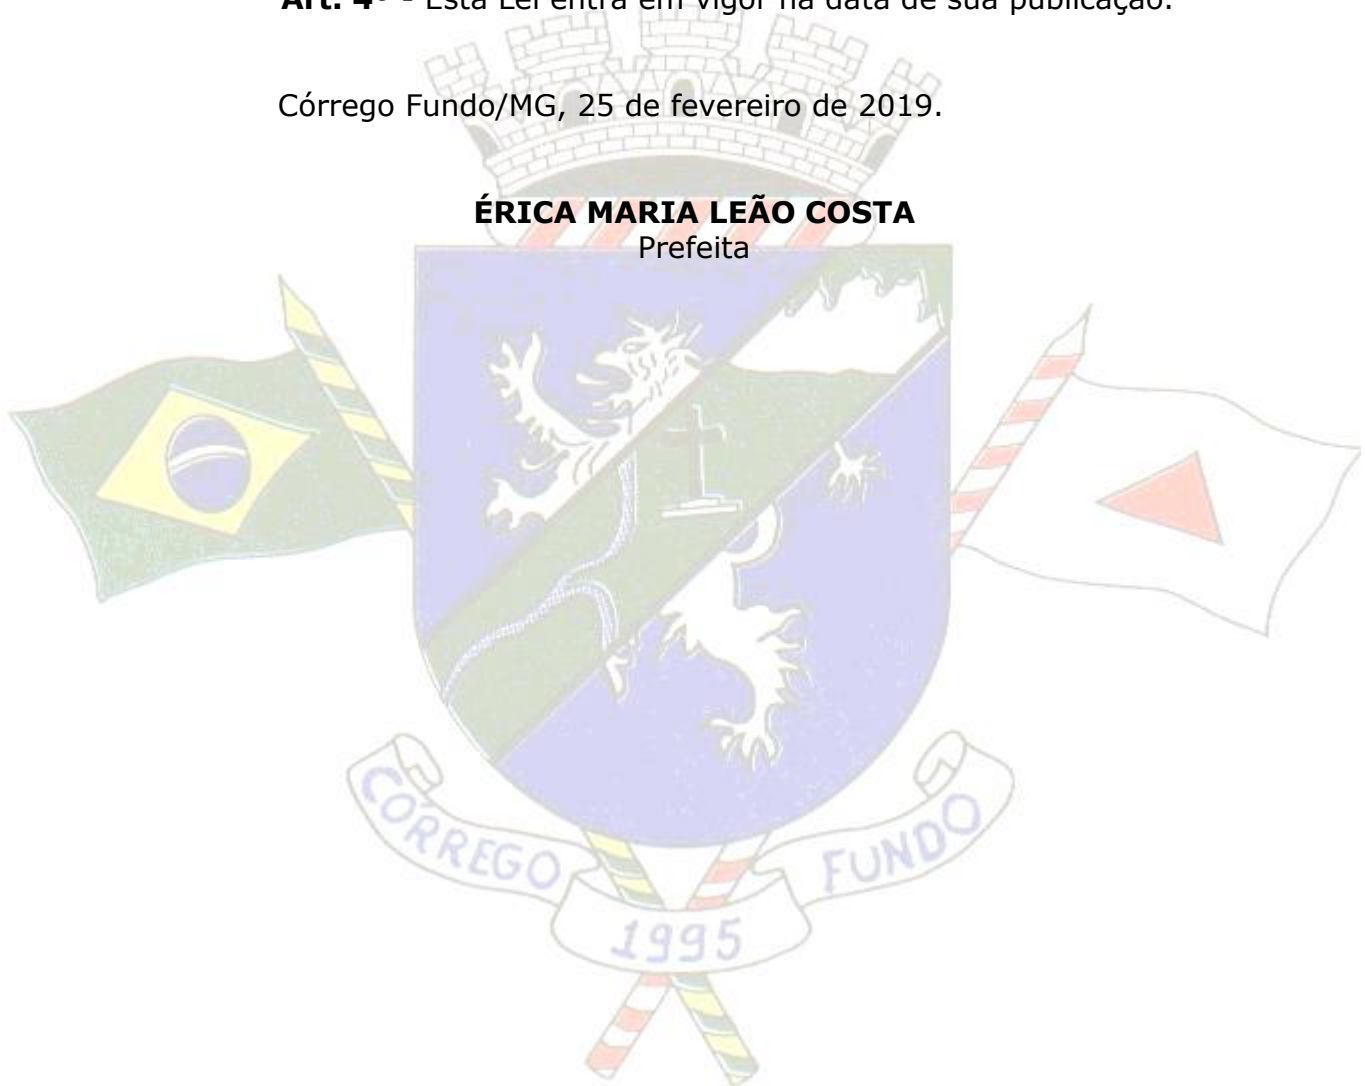 Art. 4º - Esta Lei entra em vigor na data de sua publicação.
Córrego Fundo/MG, 25 de fevereiro de 2019.
ÉRICA MARIA LEÃO COSTA
Prefeita
CÓRREGO FUNDO
1995